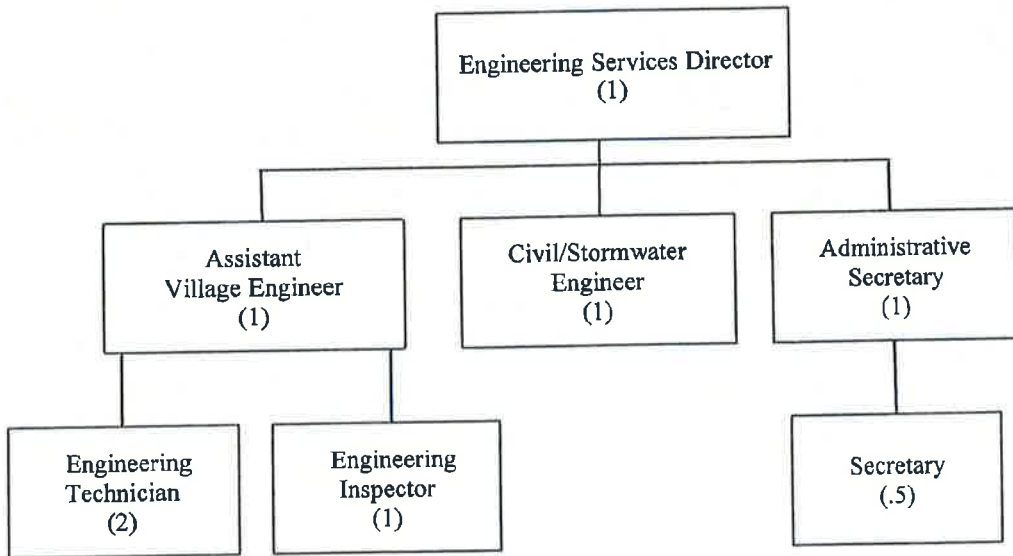 Engineering Services Director
(1)
Assistant
Village Engineer
(1)
Civil/Stormwater
Engineer
(1)
Administrative
Secretary
(1)
Engineering
Technician
(2)
Engineering
Inspector
(1)
Secretary
(.5)